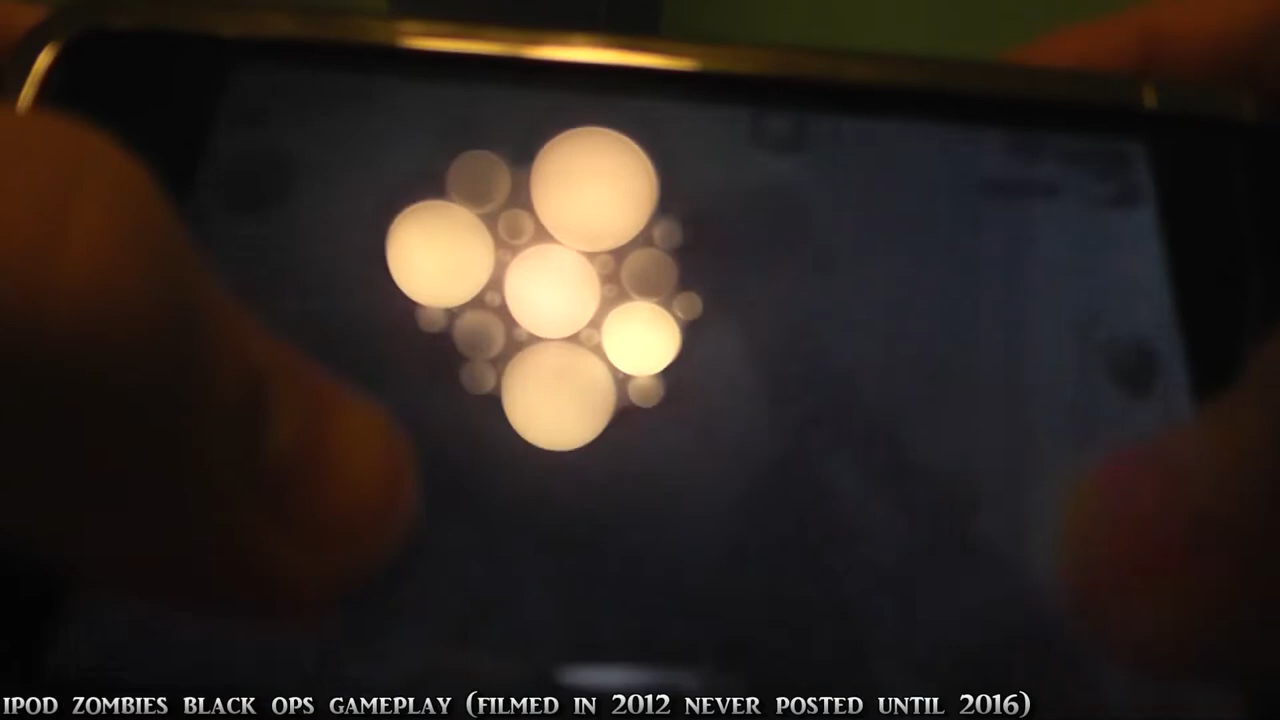 IPOD ZOMBIES BLACK OPS GAMEPLAY (FILMED IN 2012 NEVER POSTED UNTIL 2016)